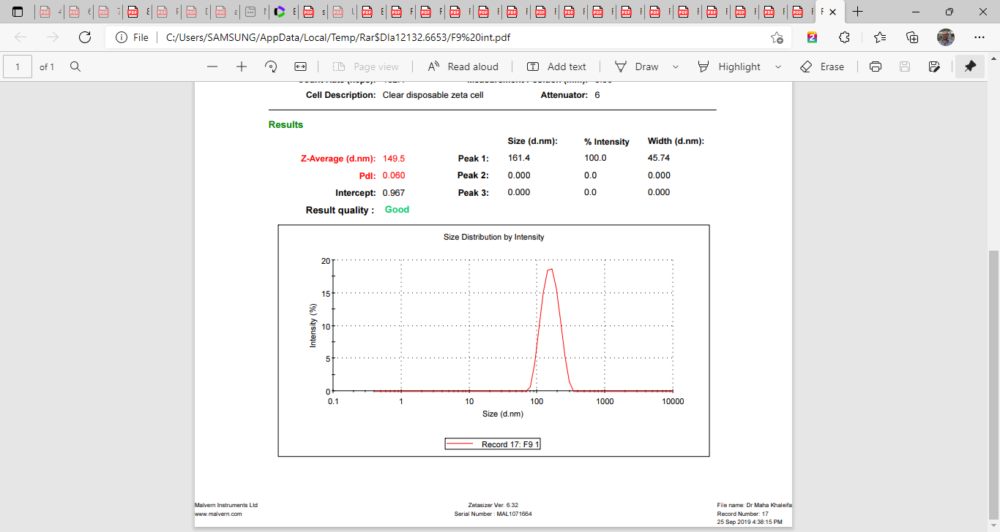 File C:/Users/SAMSUNG/AppData/Local/Temp/Rar$DIa12132.6653/F9%20int.pdf
1 of 1 Page view Read aloud Add text Draw Highlight Erase
Cell Description: Clear disposable zeta cell Attenuator: 6
Results
Size (d.nm): % Intensity Width (d.nm):
Z-Average (d.nm): 149.5 Peak 1: 161.4 100.0 45.74
PdI: 0.060 Peak 2: 0.000 0.0 0.000
Intercept: 0.967 Peak 3: 0.000 0.0 0.000
Result quality : Good
Size Distribution by Intensity
20
15
10
5
0
Intensity (%)
0.1 1 10 100 1000 10000
Size (d.nm)
Record 17: F9 1
Malvern Instruments Ltd Zetasizer Ver. 6.32 File name: Dr Maha Khaleifa
www.malvern.com Serial Number : MAL1071664 Record Number: 17
25 Sep 2019 4:38:15 PM